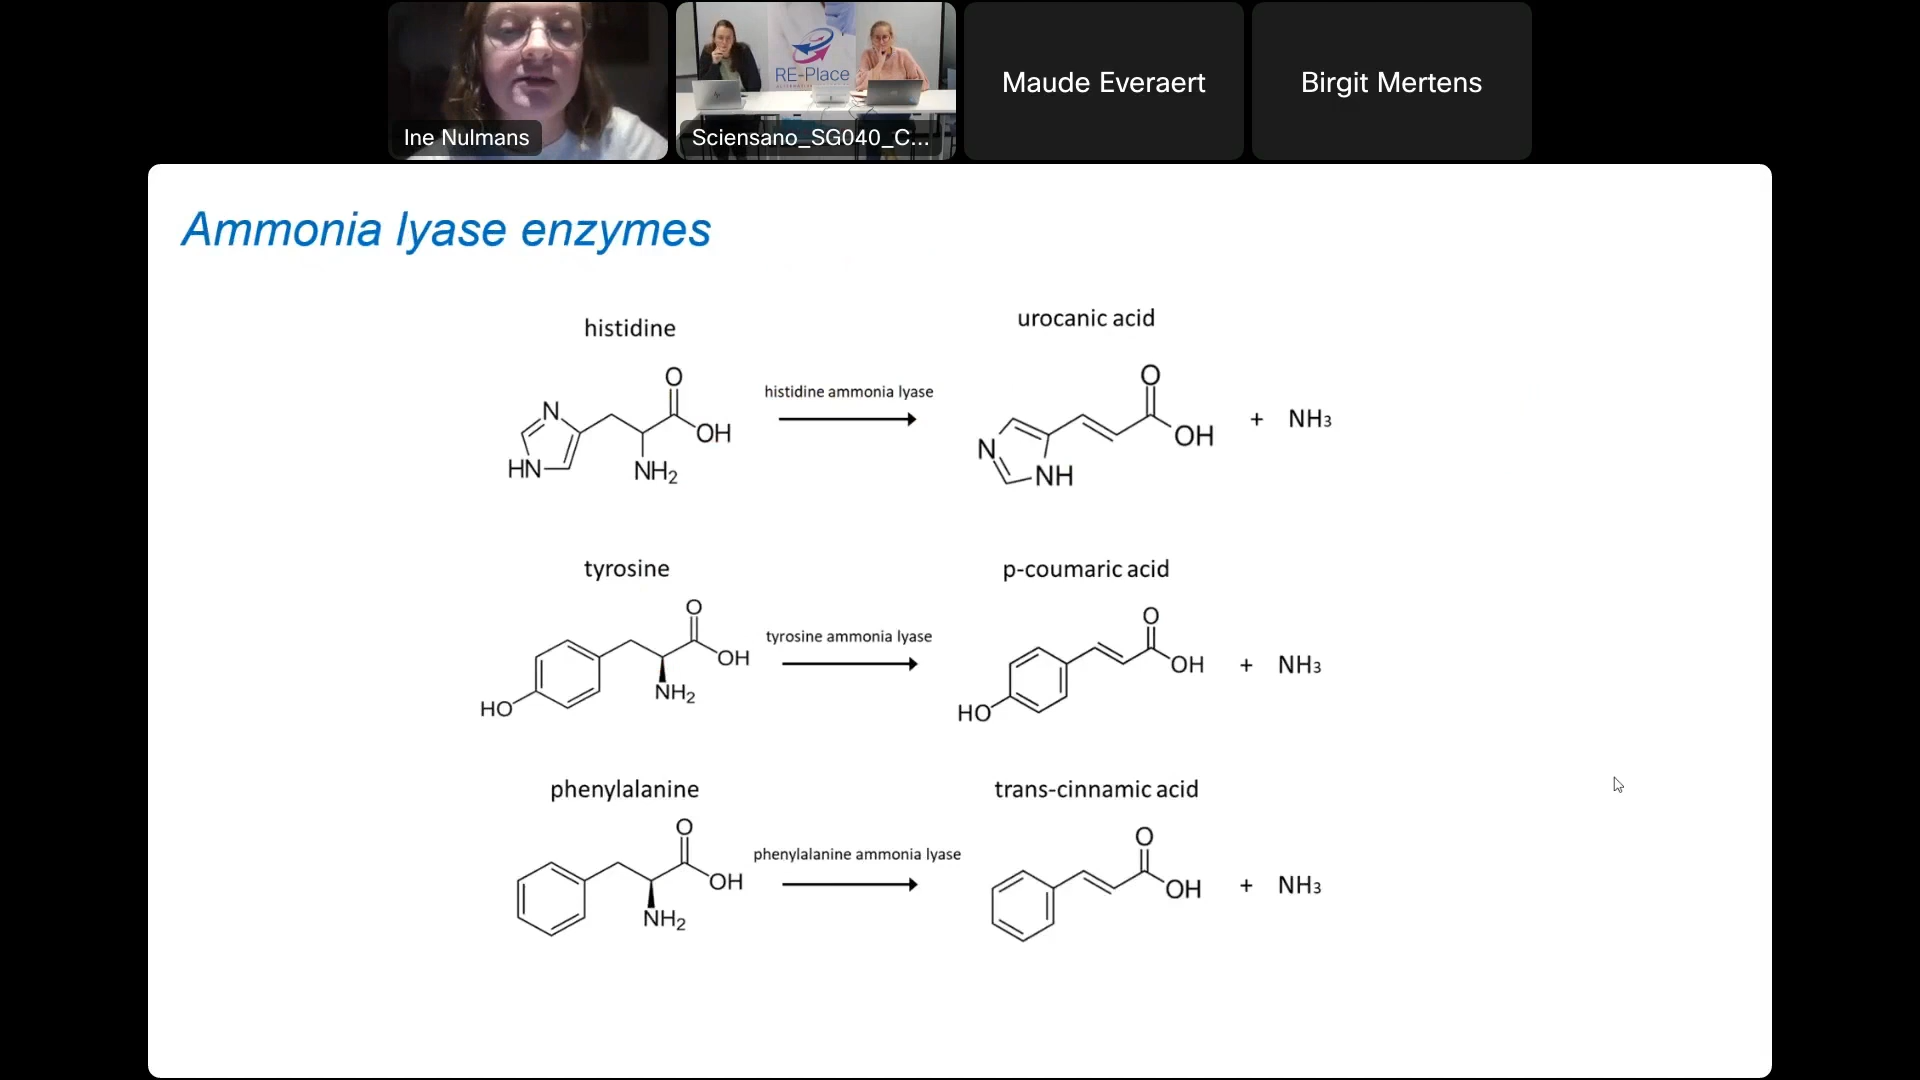 Ine Nulmans
RE-Place
Sciensano_SG040_C...
Maude Everaert
Birgit Mertens
Ammonia lyase enzymes
histidine
urocanic acid
histidine ammonia lyase
N
HN
O
OH
NH2
N
NH
O
OH
+ NH3
tyrosine
p-coumaric acid
tyrosine ammonia lyase
HO
O
OH
NH2
HO
O
OH
+ NH3
phenylalanine
trans-cinnamic acid
phenylalanine ammonia lyase
O
OH
NH2
O
OH
+ NH3